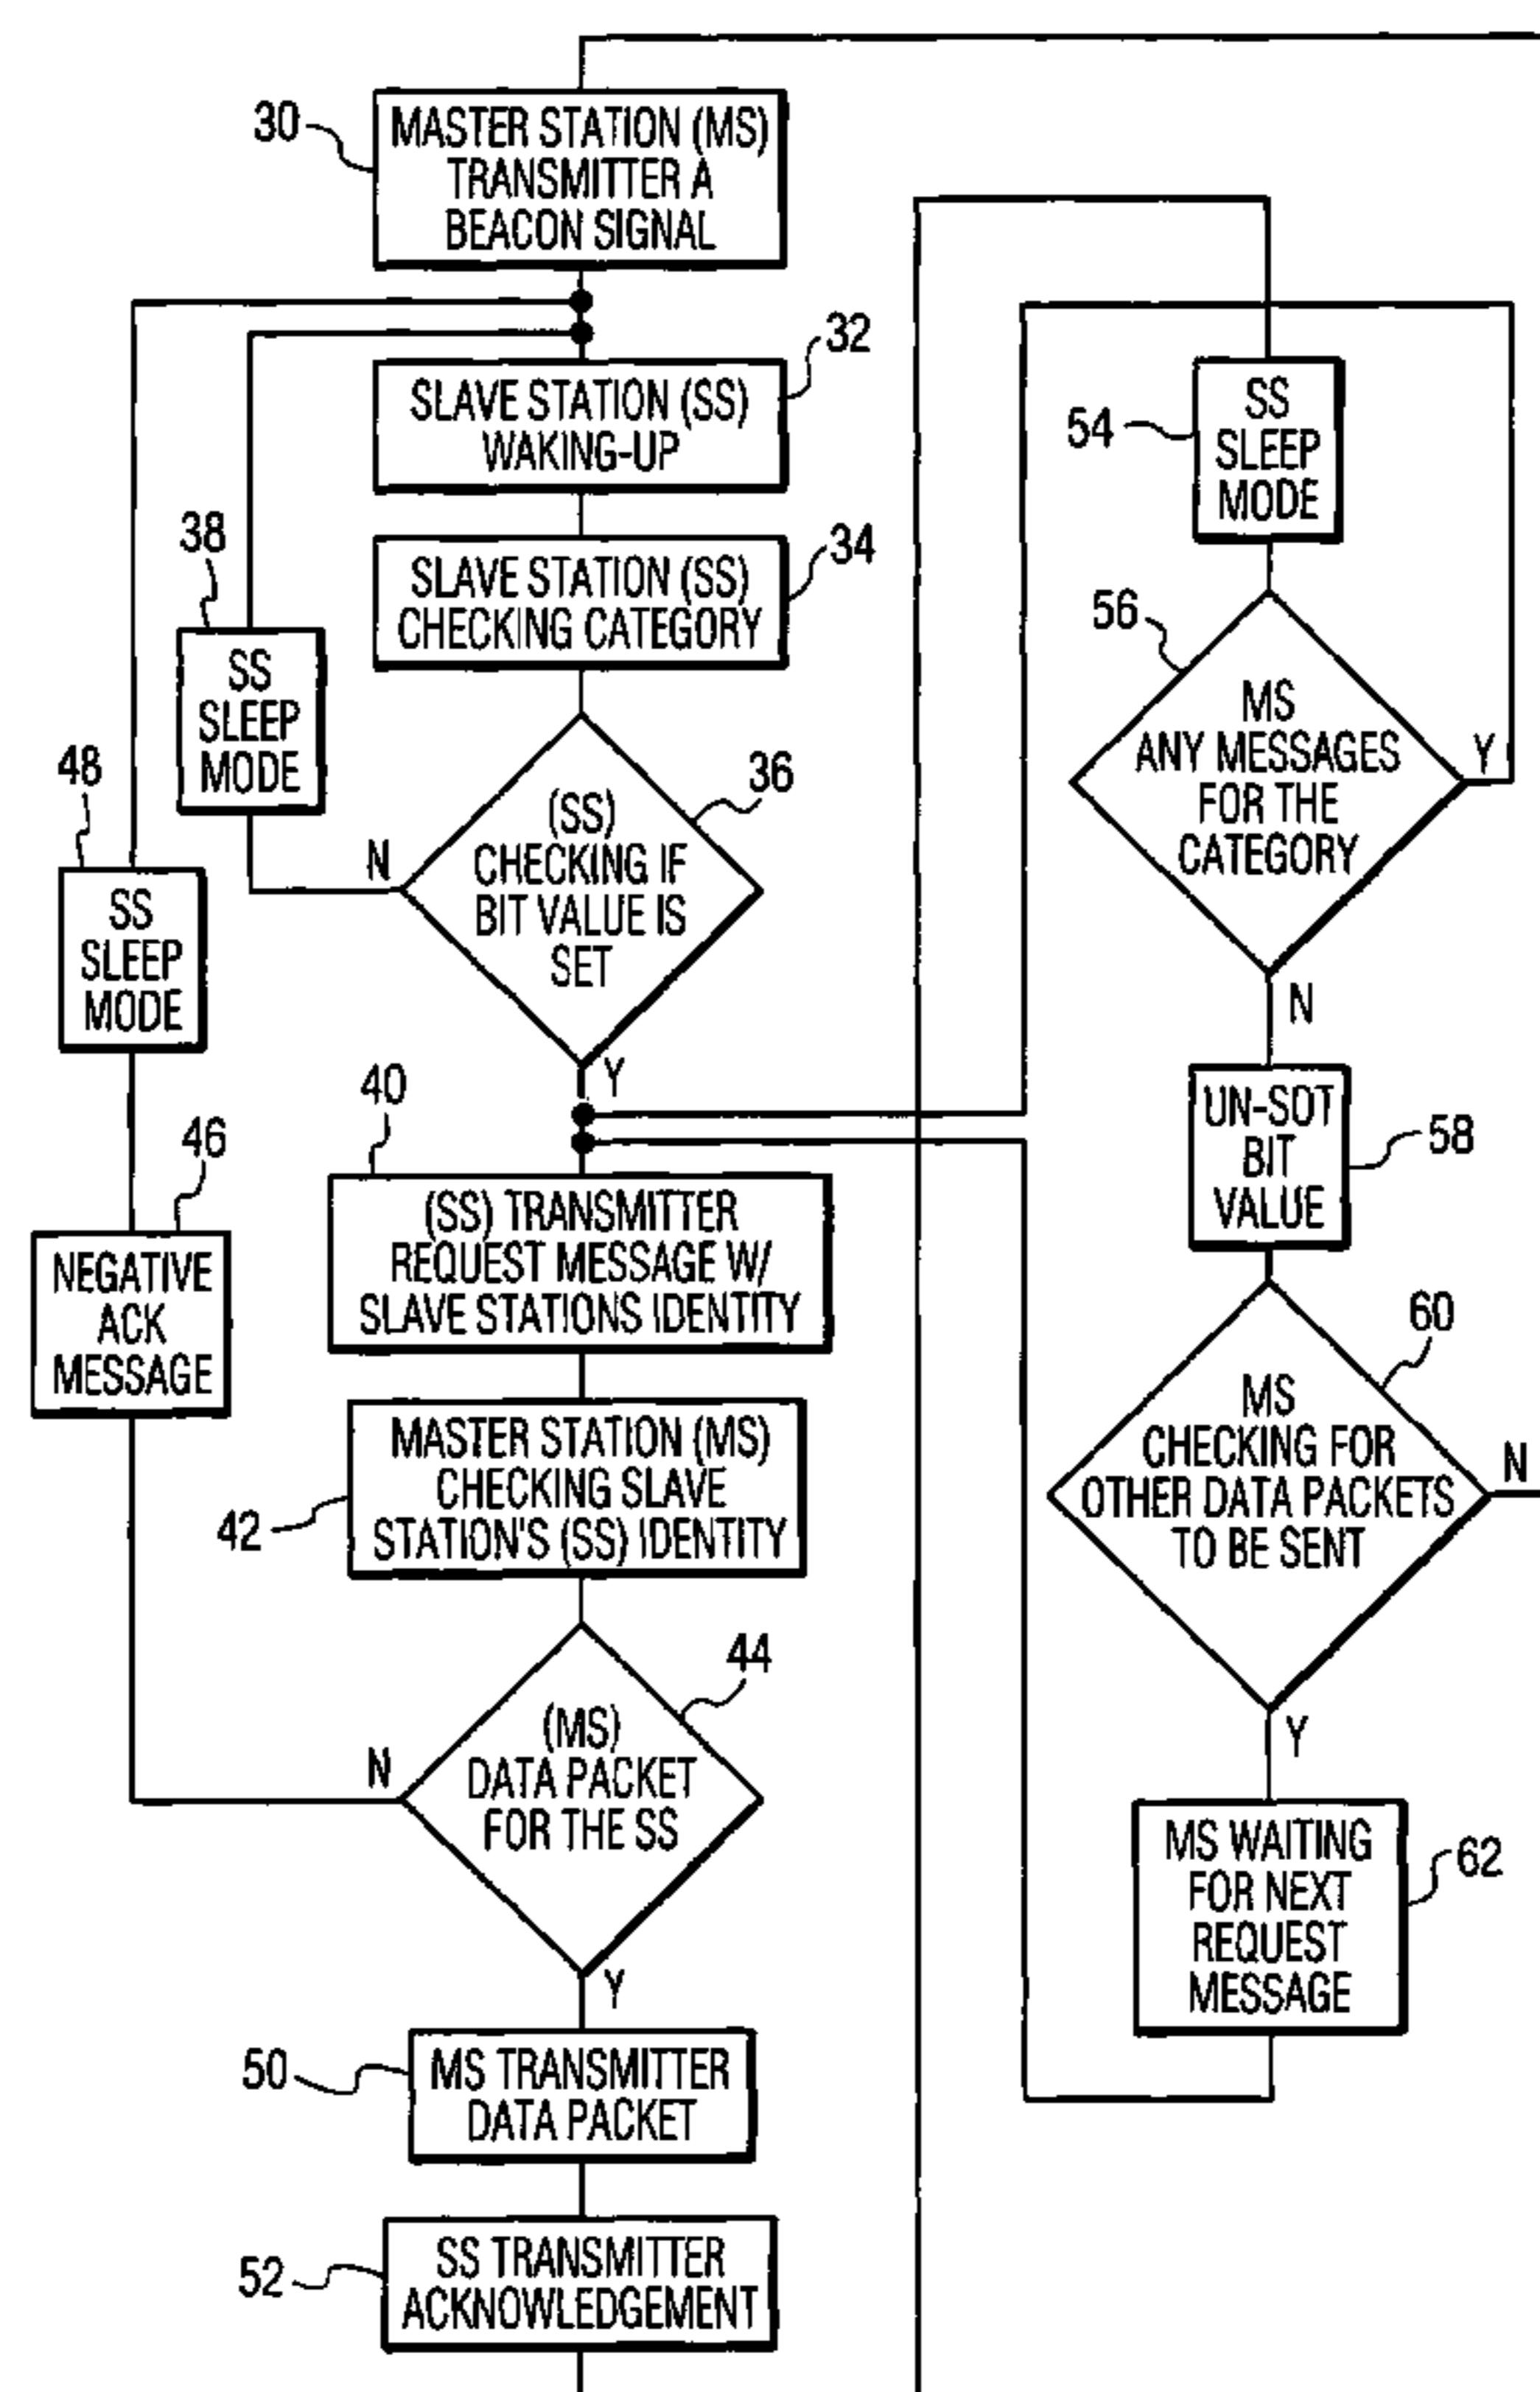 30
MASTER STATION (MS)
TRANSMITTER A
BEACON SIGNAL
32
SLAVE STATION (SS)
WAKING-UP
34
SLAVE STATION (SS)
CHECKING CATEGORY
38
SS
SLEEP
MODE
36
(SS)
CHECKING IF
BIT VALUE IS
SET
N
Y
48
SS
SLEEP
MODE
46
NEGATIVE
ACK
MESSAGE
40
(SS) TRANSMITTER
REQUEST MESSAGE W/
SLAVE STATIONS IDENTITY
42
MASTER STATION (MS)
CHECKING SLAVE
STATION'S (SS) IDENTITY
44
(MS)
DATA PACKET
FOR THE SS
N
Y
50
MS TRANSMITTER
DATA PACKET
52
SS TRANSMITTER
ACKNOWLEDGEMENT
54
SS
SLEEP
MODE
56
MS
ANY MESSAGES
FOR THE
CATEGORY
Y
N
UN-SOT
BIT
VALUE
58
60
MS
CHECKING FOR
OTHER DATA PACKETS
TO BE SENT
N
Y
MS WAITING
FOR NEXT
REQUEST
MESSAGE
62